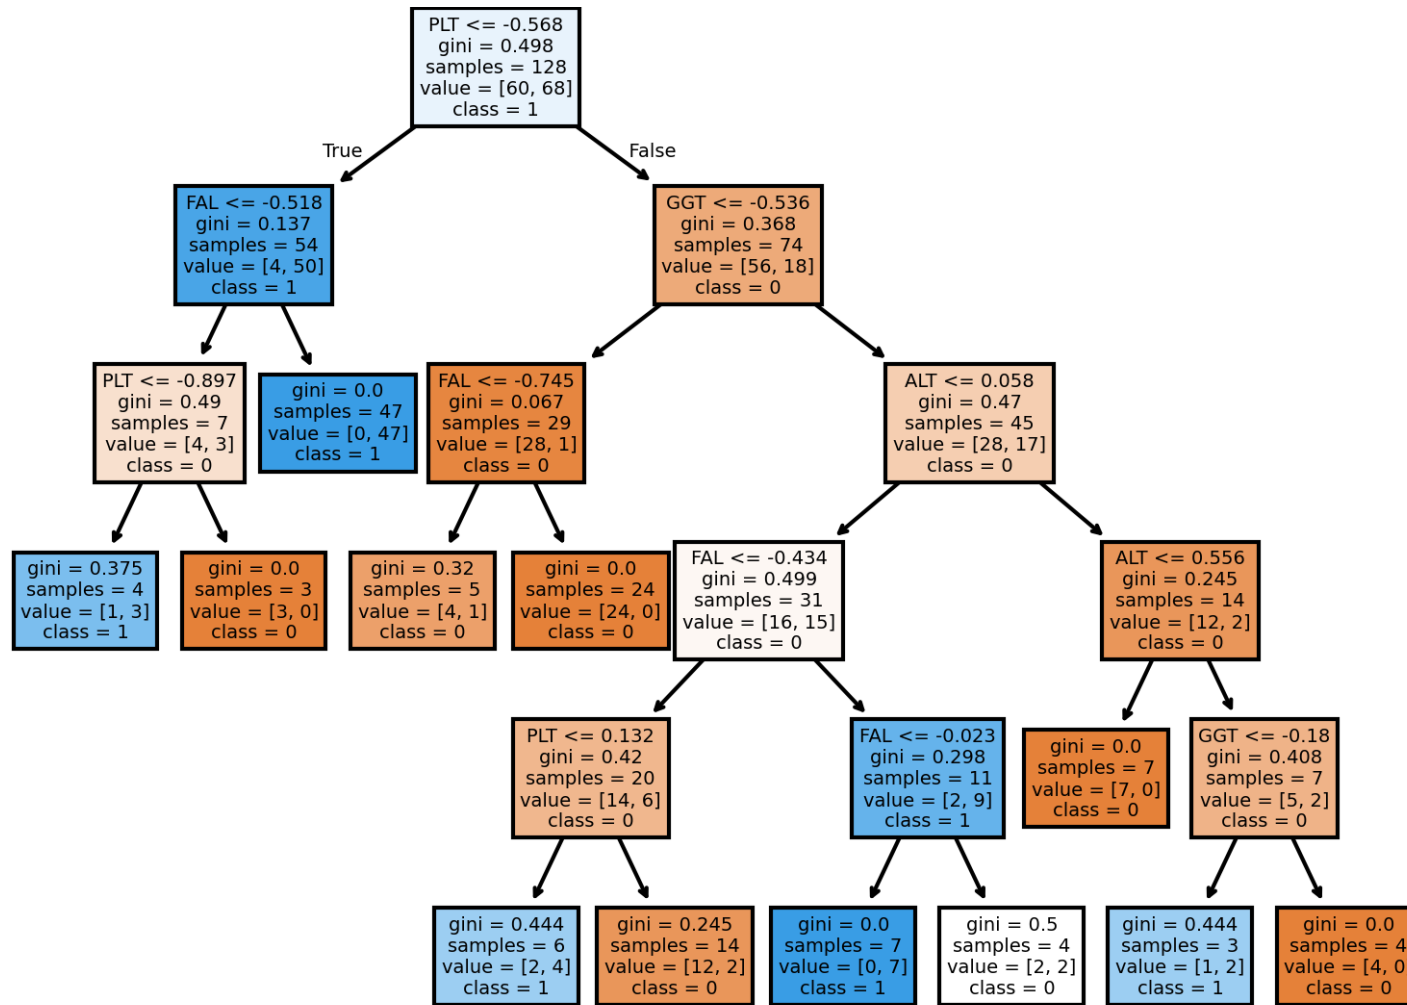 PLT <= -0.568
gini = 0.498
samples = 128
value = [60, 68]
class = 1
True
False
FAL <= -0.518
gini = 0.137
samples = 54
value = [4, 50]
class = 1
GGT <= -0.536
gini = 0.368
samples = 74
value = [56, 18]
class = 0
PLT <= -0.897
gini = 0.49
samples = 7
value = [4, 3]
class = 0
gini = 0.0
samples = 47
value = [0, 47]
class = 1
FAL <= -0.745
gini = 0.067
samples = 29
value = [28, 1]
class = 0
ALT <= 0.058
gini = 0.47
samples = 45
value = [28, 17]
class = 0
gini = 0.375
samples = 4
value = [1, 3]
class = 1
gini = 0.0
samples = 3
value = [3, 0]
class = 0
gini = 0.32
samples = 5
value = [4, 1]
class = 0
gini = 0.0
samples = 24
value = [24, 0]
class = 0
FAL <= -0.434
gini = 0.499
samples = 31
value = [16, 15]
class = 0
ALT <= 0.556
gini = 0.245
samples = 14
value = [12, 2]
class = 0
PLT <= 0.132
gini = 0.42
samples = 20
value = [14, 6]
class = 0
FAL <= -0.023
gini = 0.298
samples = 11
value = [2, 9]
class = 1
gini = 0.0
samples = 7
value = [7, 0]
class = 0
GGT <= -0.18
gini = 0.408
samples = 7
value = [5, 2]
class = 0
gini = 0.444
samples = 6
value = [2, 4]
class = 1
gini = 0.245
samples = 14
value = [12, 2]
class = 0
gini = 0.0
samples = 7
value = [0, 7]
class = 1
gini = 0.5
samples = 4
value = [2, 2]
class = 0
gini = 0.444
samples = 3
value = [1, 2]
class = 1
gini = 0.0
samples = 4
value = [4, 0
class = 0